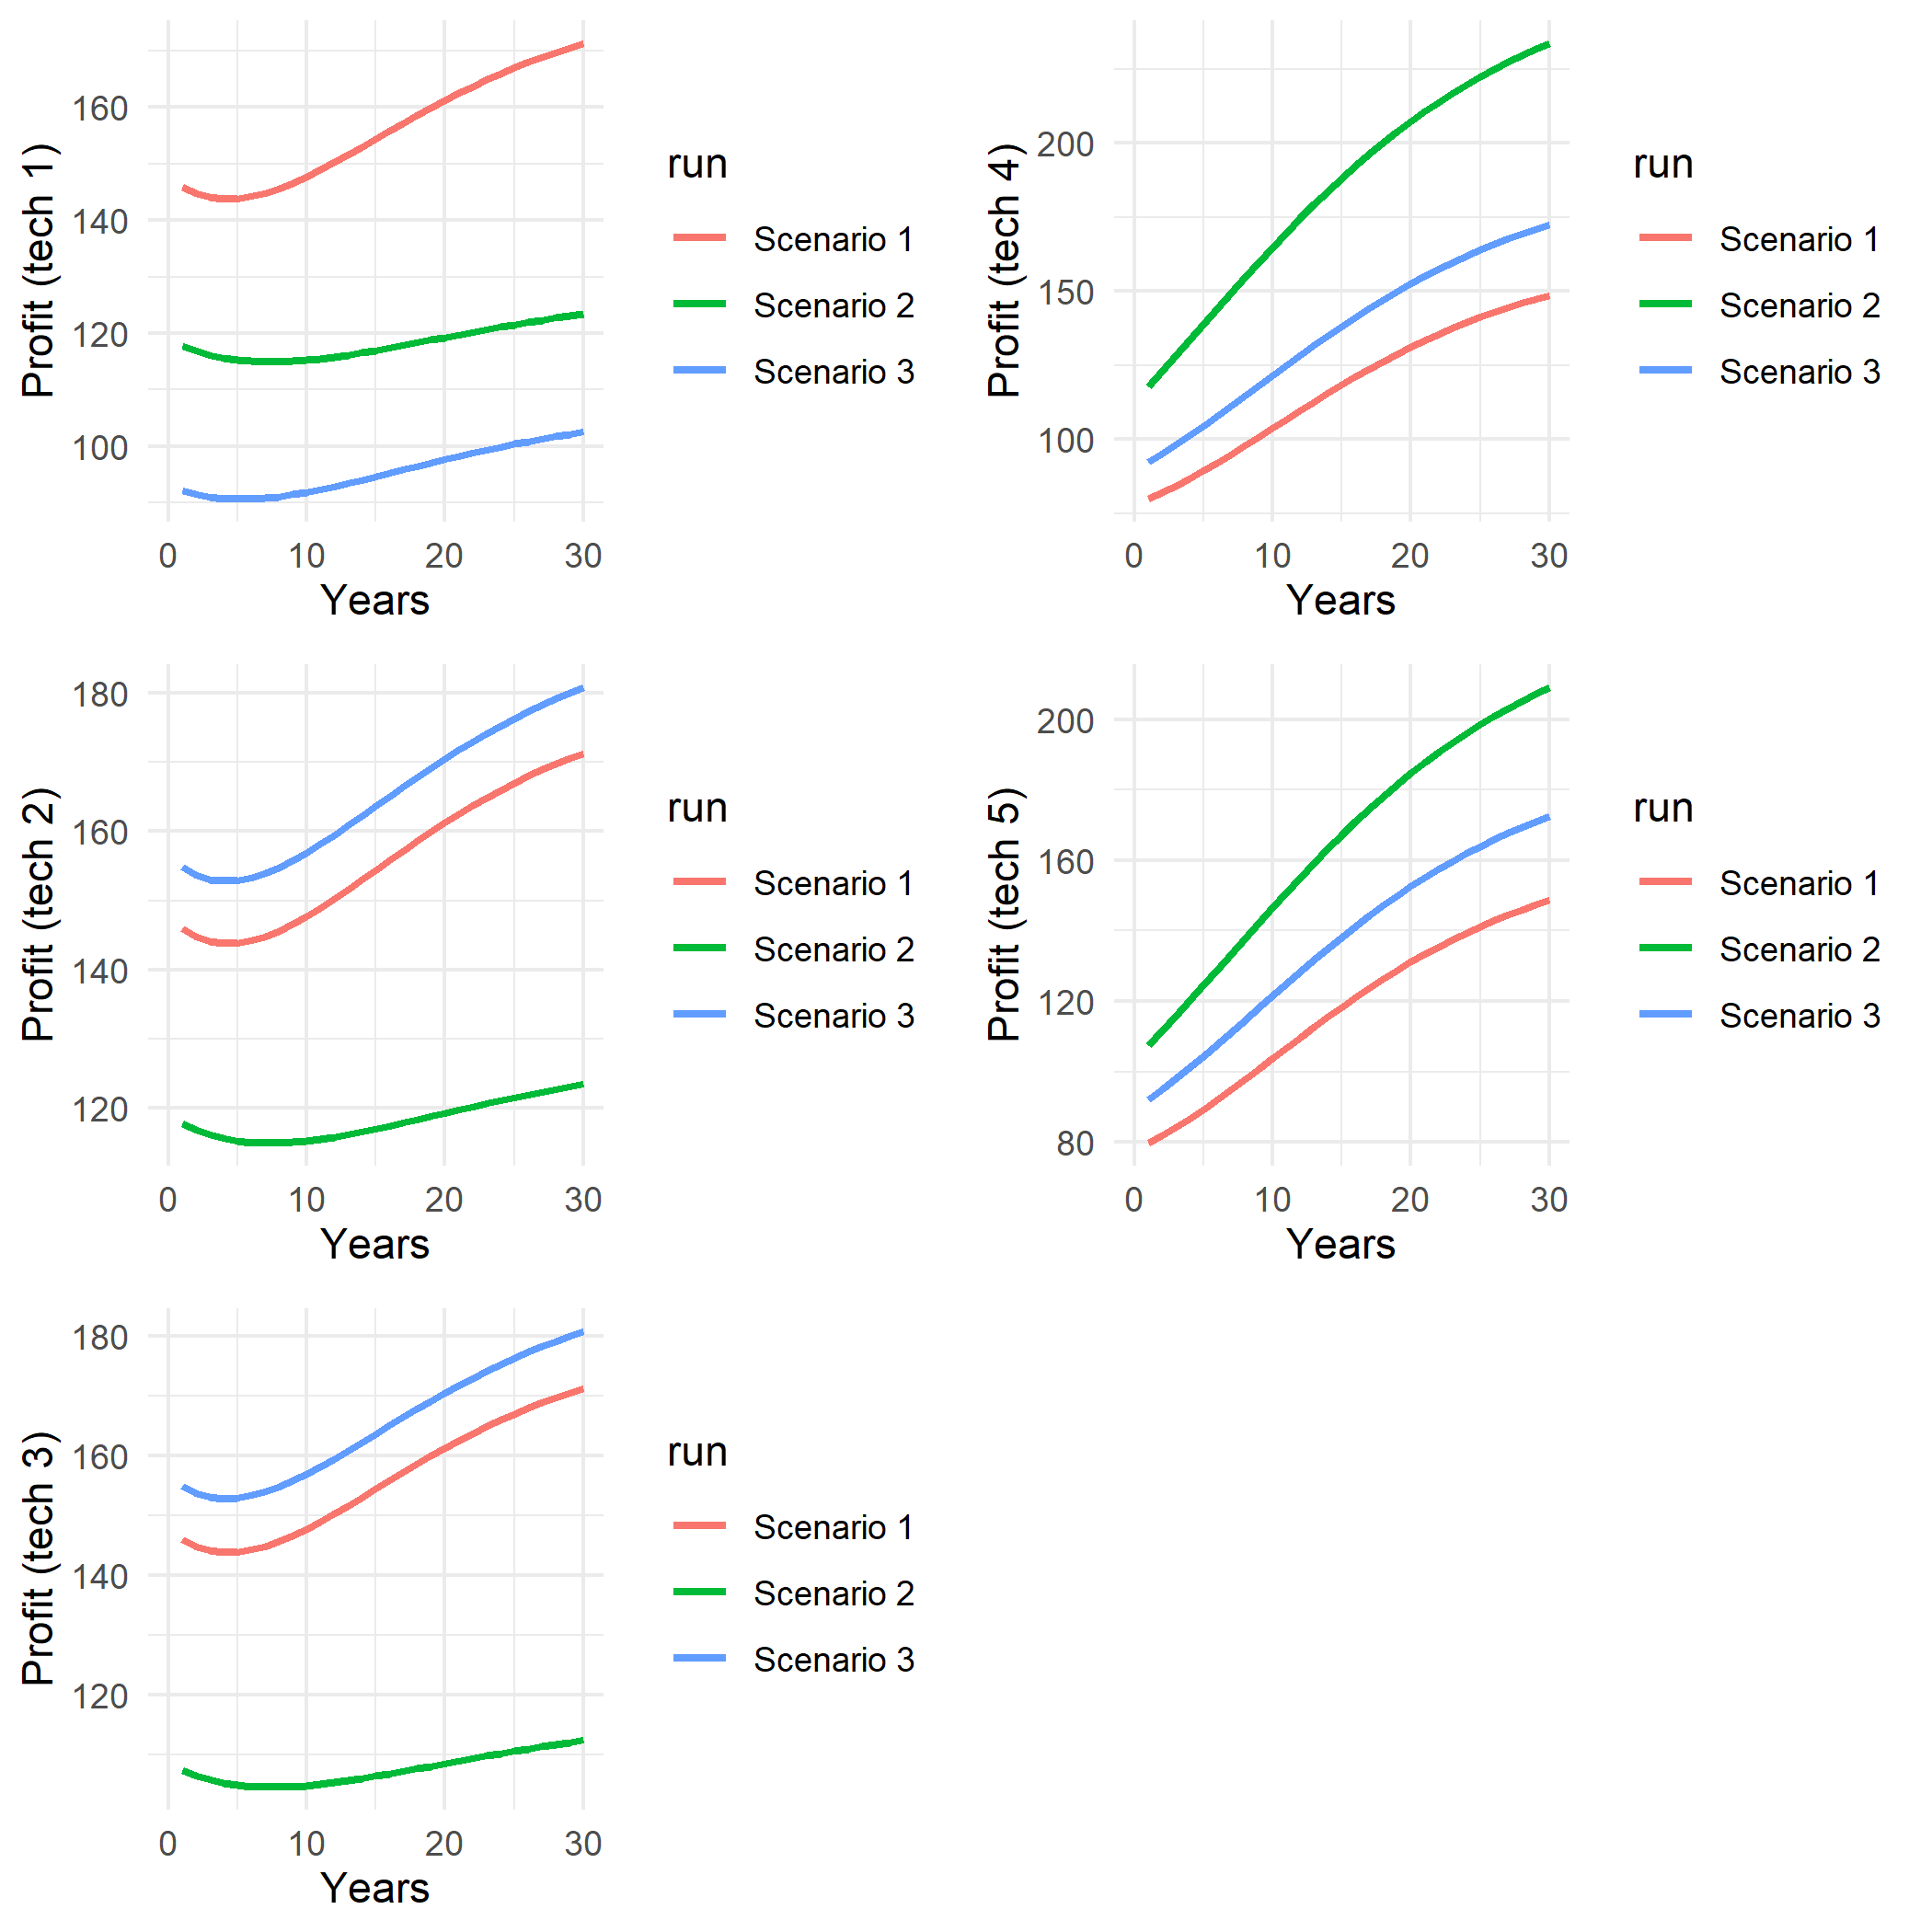 Profit (tech 1)
160
140
120
100
0 10 20 30
Years
run
Scenario 1
Scenario 2
Scenario 3
Profit (tech 4)
200
150
100
0 10 20 30
Years
run
Scenario 1
Scenario 2
Scenario 3
Profit (tech 2)
180
160
140
120
0 10 20 30
Years
run
Scenario 1
Scenario 2
Scenario 3
Profit (tech 5)
200
160
120
80
0 10 20 30
Years
run
Scenario 1
Scenario 2
Scenario 3
Profit (tech 3)
180
160
140
120
0 10 20 30
Years
run
Scenario 1
Scenario 2
Scenario 3